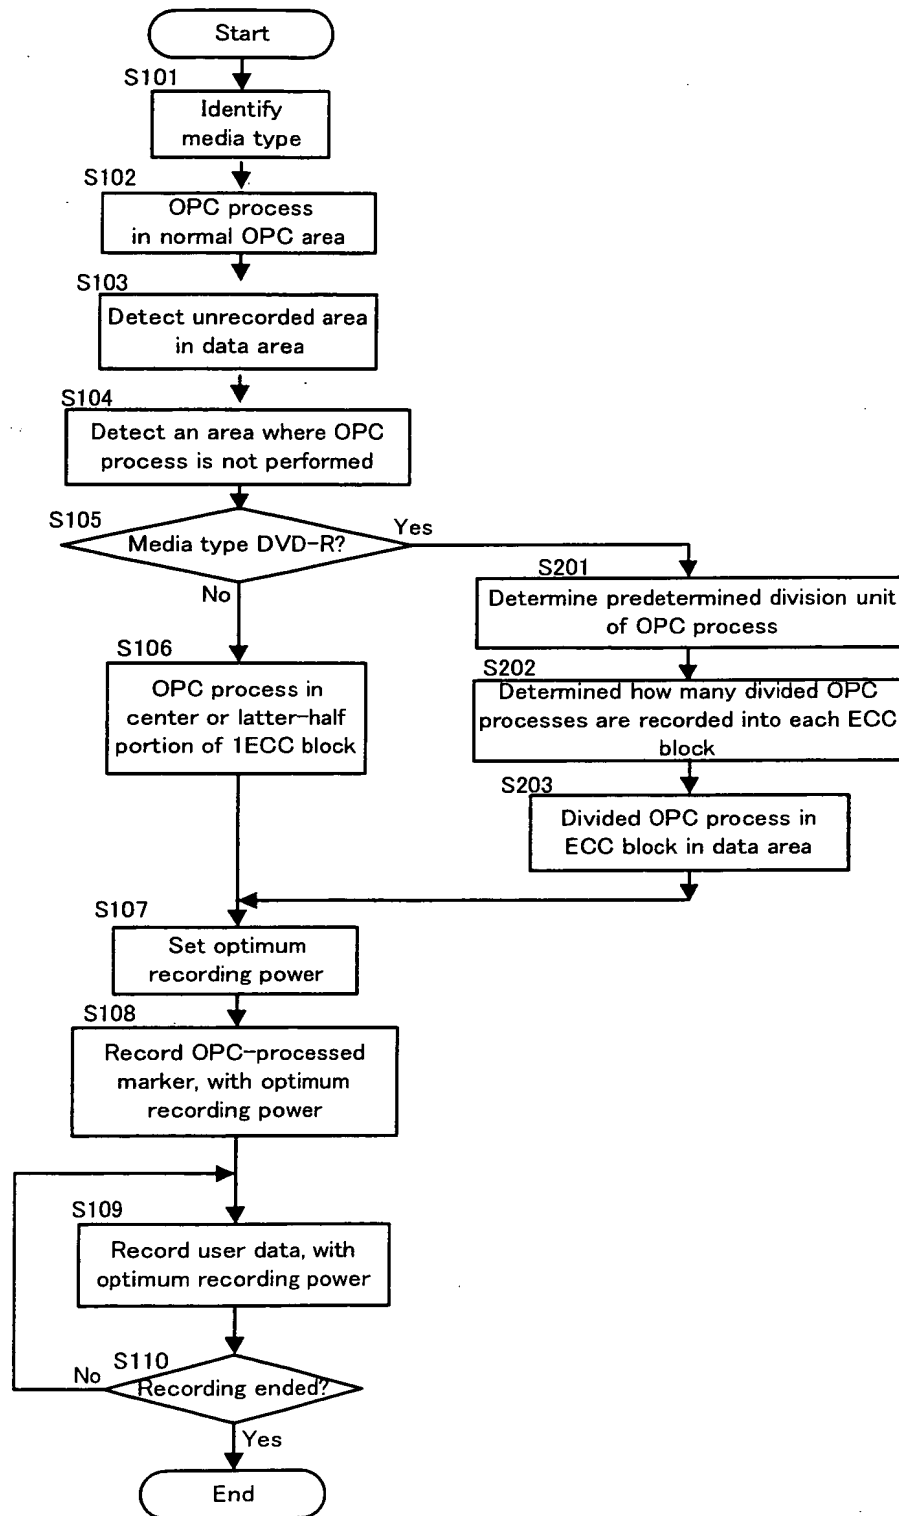 Start
S101
Identify
media type
S102
OPC process
in normal OPC area
S103
Detect unrecorded area
in data area
S104
Detect an area where OPC
process is not performed
S105
Media type DVD-R?
Yes
No
S201
Determine predetermined division unit
of OPC process
S202
Determined how many divided OPC
processes are recorded into each ECC
block
S203
Divided OPC process in
ECC block in data area
S106
OPC process in
center or latter-half
portion of 1ECC block
S107
Set optimum
recording power
S108
Record OPC-processed
marker, with optimum
recording power
S109
Record user data, with
optimum recording power
S110
Recording ended?
No
Yes
End